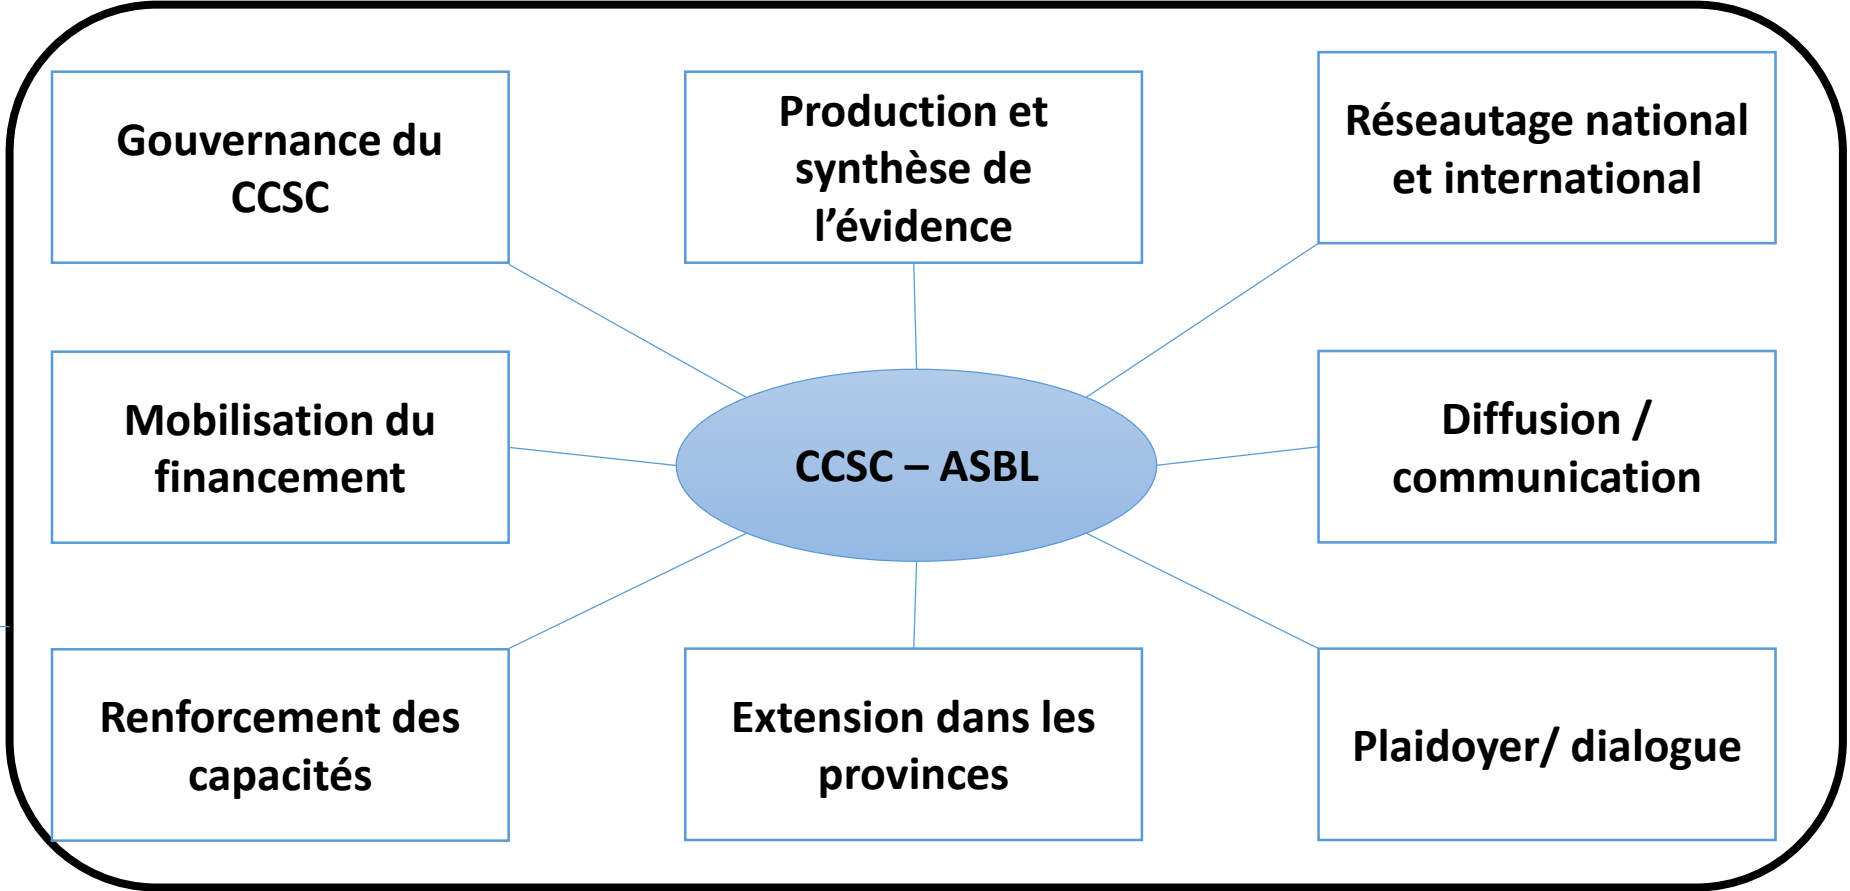 Gouvernance du
CCSC
Production et
synthèse de
l’évidence
Réseautage national
et international
Mobilisation du
financement
CCSC – ASBL
Diffusion /
communication
Renforcement des
capacités
Extension dans les
provinces
Plaidoyer/ dialogue